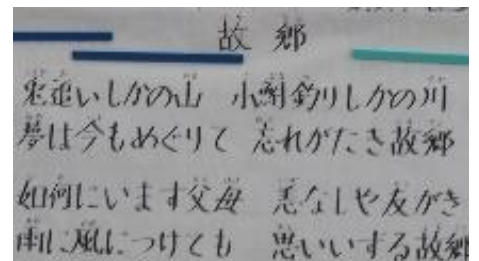 故郷
兎追いしかの山 小鮒釣りしかの川
夢は今もめぐりて 忘れがたき故郷
如何にいます父母 恙なしや友がき
雨に風につけても 思いいずる故郷